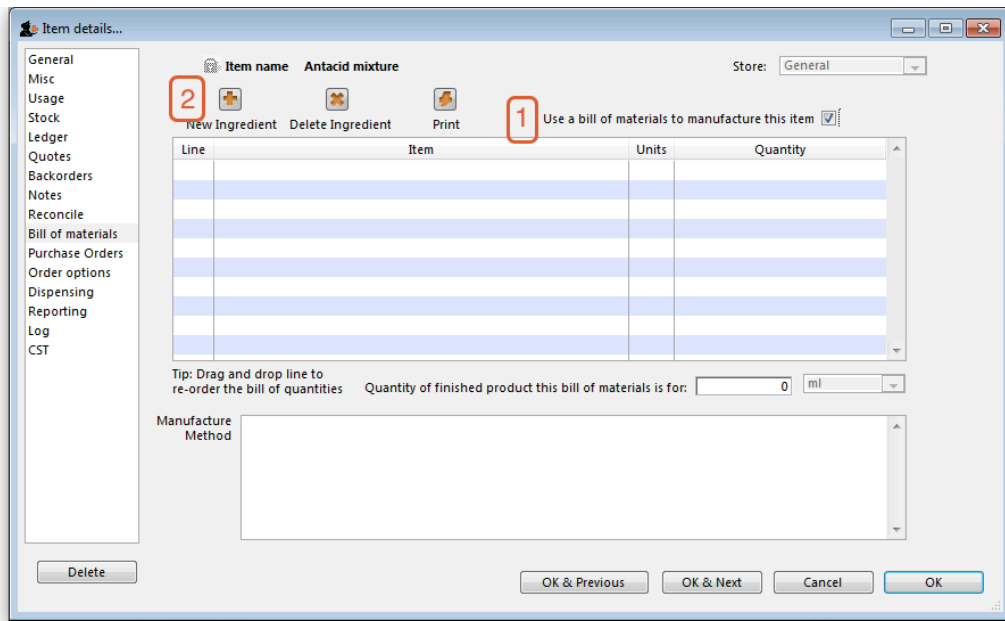 Item details...
General
Misc
Usage
Stock
Ledger
Quotes
Backorders
Notes
Reconcile
Bill of materials
Purchase Orders
Order options
Dispensing
Reporting
Log
CST
Item name Antacid mixture
Store: General
2
New Ingredient Delete Ingredient Print
1
Use a bill of materials to manufacture this item
Line Item Units Quantity
Tip: Drag and drop line to
re-order the bill of quantities
Quantity of finished product this bill of materials is for: 0 ml
Manufacture
Method
Delete
OK & Previous OK & Next Cancel OK